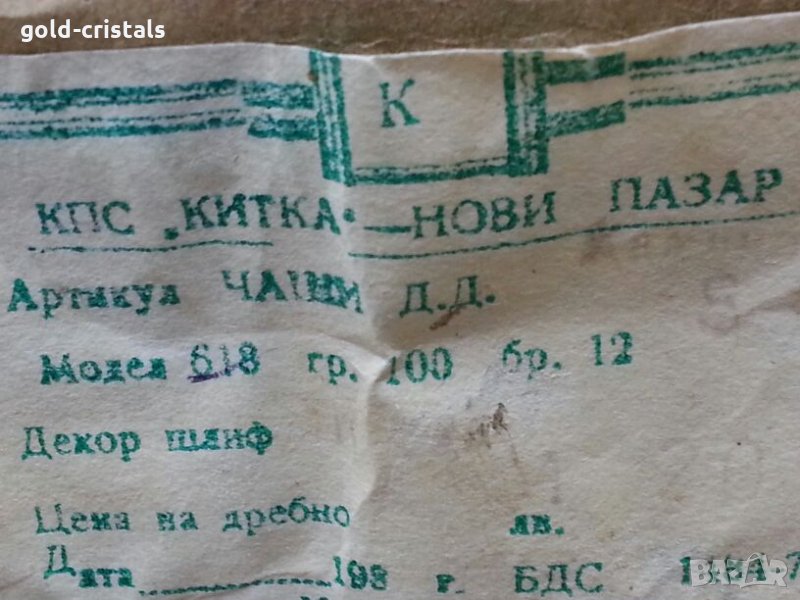 gold-cristals
К
КПС „КИТКА“ — НОВИ ПАЗАР
Артикул ЧАШИ Д.Д.
Модел 618 гр. 100 бр. 12
Декор шлиф
Цена на дребно лв.
Дата 198 г. БДС
BAZAR